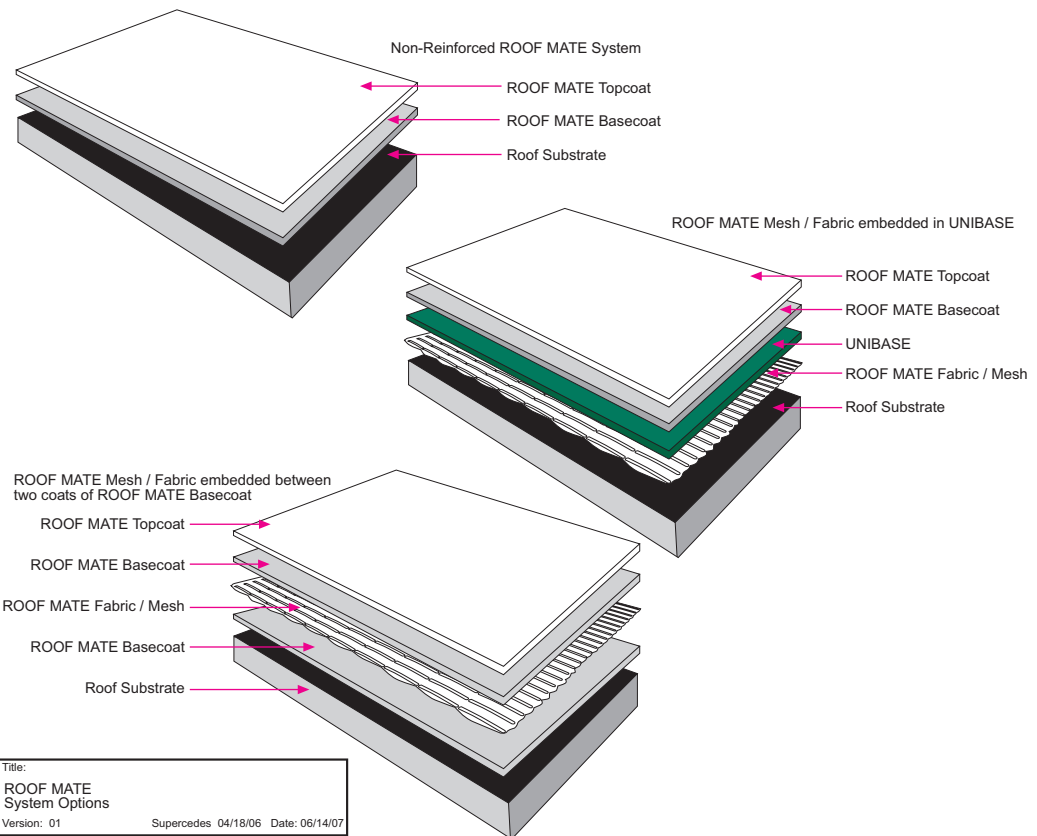 Non-Reinforced ROOF MATE System
ROOF MATE Topcoat
ROOF MATE Basecoat
Roof Substrate
ROOF MATE Mesh / Fabric embedded in UNIBASE
ROOF MATE Topcoat
ROOF MATE Basecoat
UNIBASE
ROOF MATE Fabric / Mesh
Roof Substrate
ROOF MATE Mesh / Fabric embedded between
two coats of ROOF MATE Basecoat
ROOF MATE Topcoat
ROOF MATE Basecoat
ROOF MATE Fabric / Mesh
ROOF MATE Basecoat
Roof Substrate
Title:
ROOF MATE
System Options
Version: 01 Supercedes 04/18/06 Date: 06/14/07